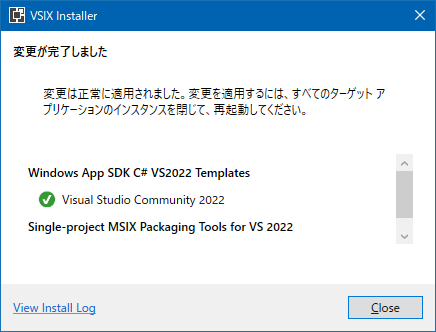 VSIX Installer
変更が完了しました
変更は正常に適用されました。変更を適用するには、すべてのターゲット ア
プリケーションのインスタンスを閉じて、再起動してください。
Windows App SDK C# VS2022 Templates
Visual Studio Community 2022
Single-project MSIX Packaging Tools for VS 2022
View Install Log
Close